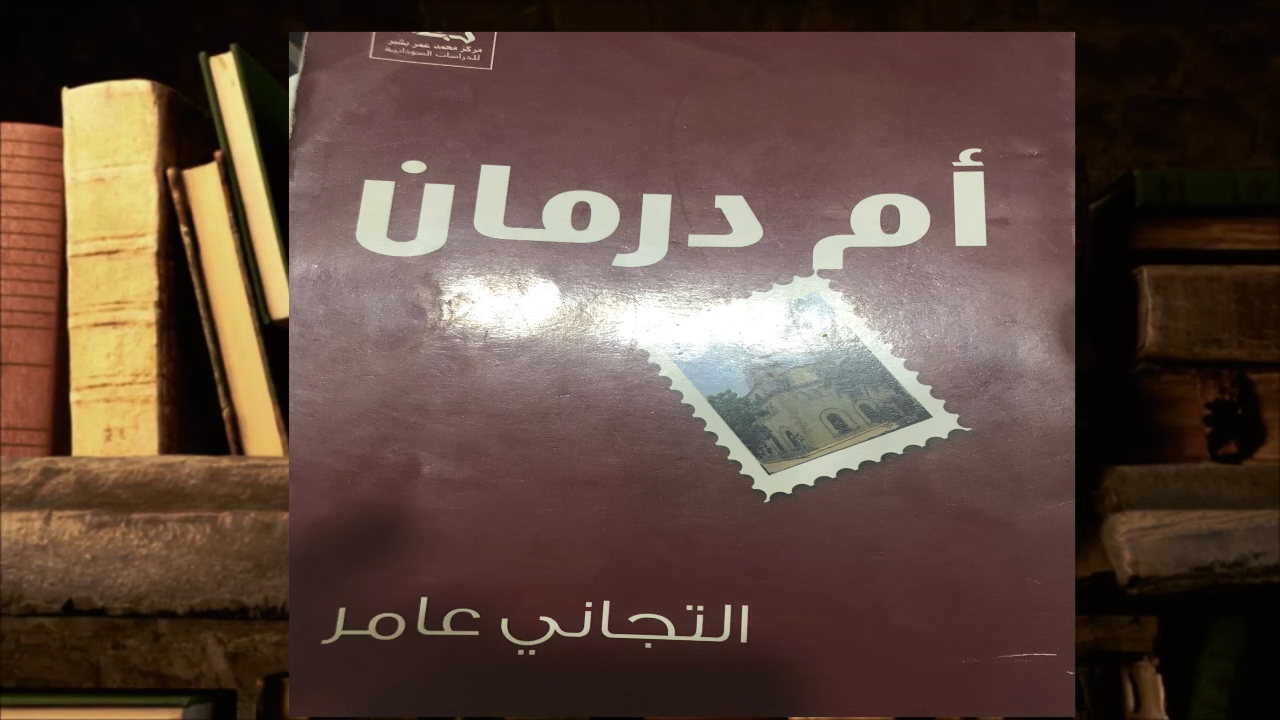 مركز محمد عمر بشير
للدراسات السودانية
أم درمان
التجاني عامر